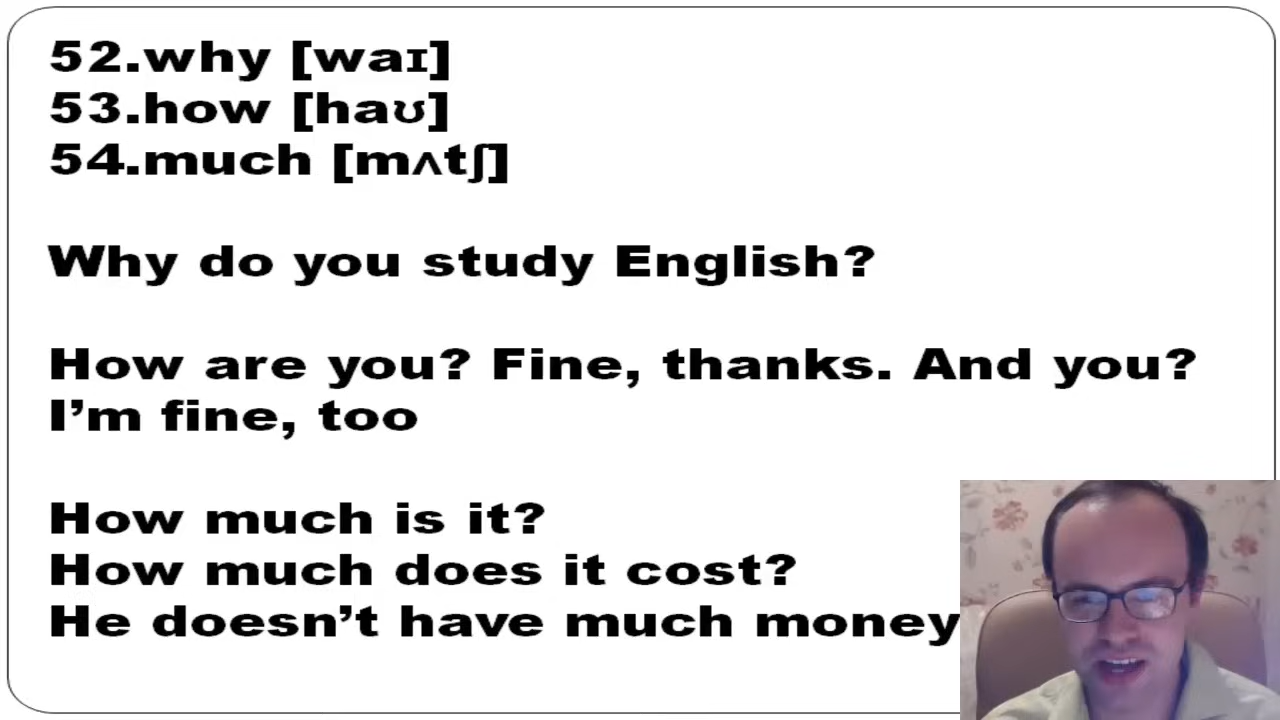 52.why [waɪ]
53.how [haʊ]
54.much [mʌtʃ]
Why do you study English?
How are you? Fine, thanks. And you?
I’m fine, too
How much is it?
How much does it cost?
He doesn’t have much money